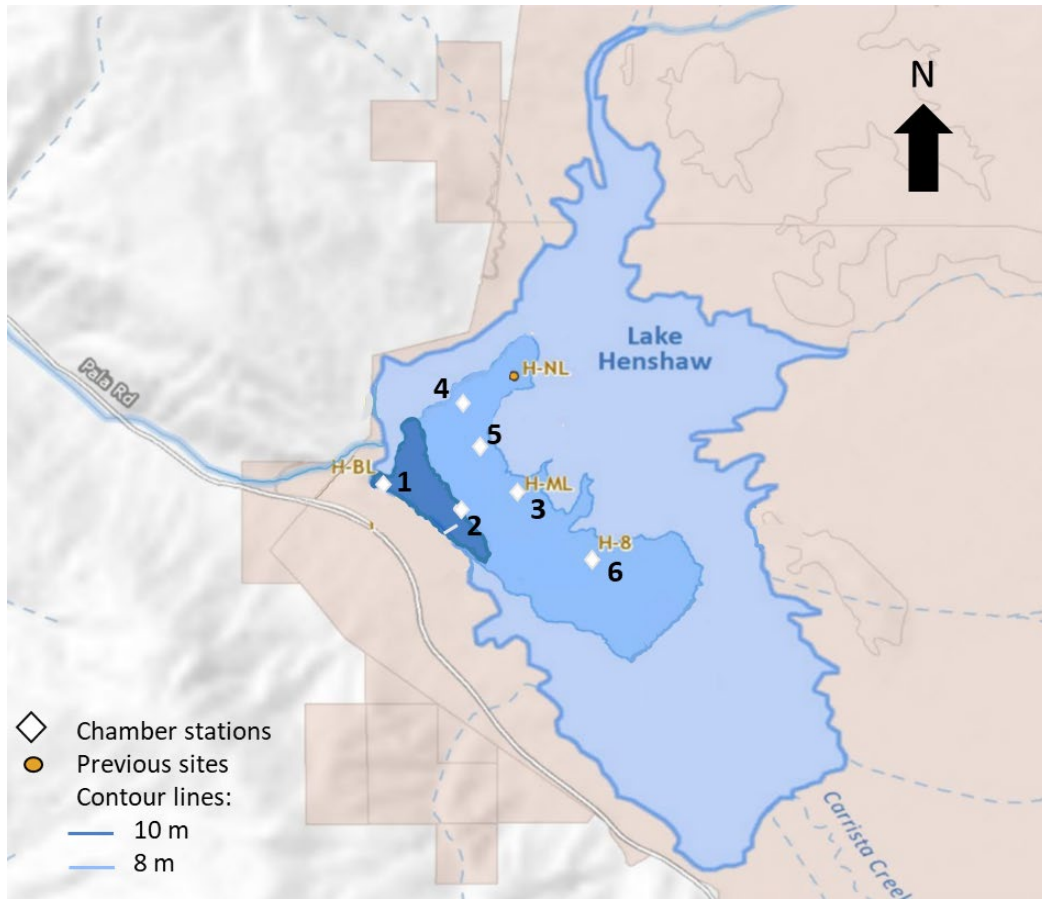 N
Lake
Henshaw
Pala Rd
H-NL
4
5
H-BL
1
H-ML
3
2
H-8
6
Chamber stations
Previous sites
Contour lines:
10 m
8 m
Carrista Creek